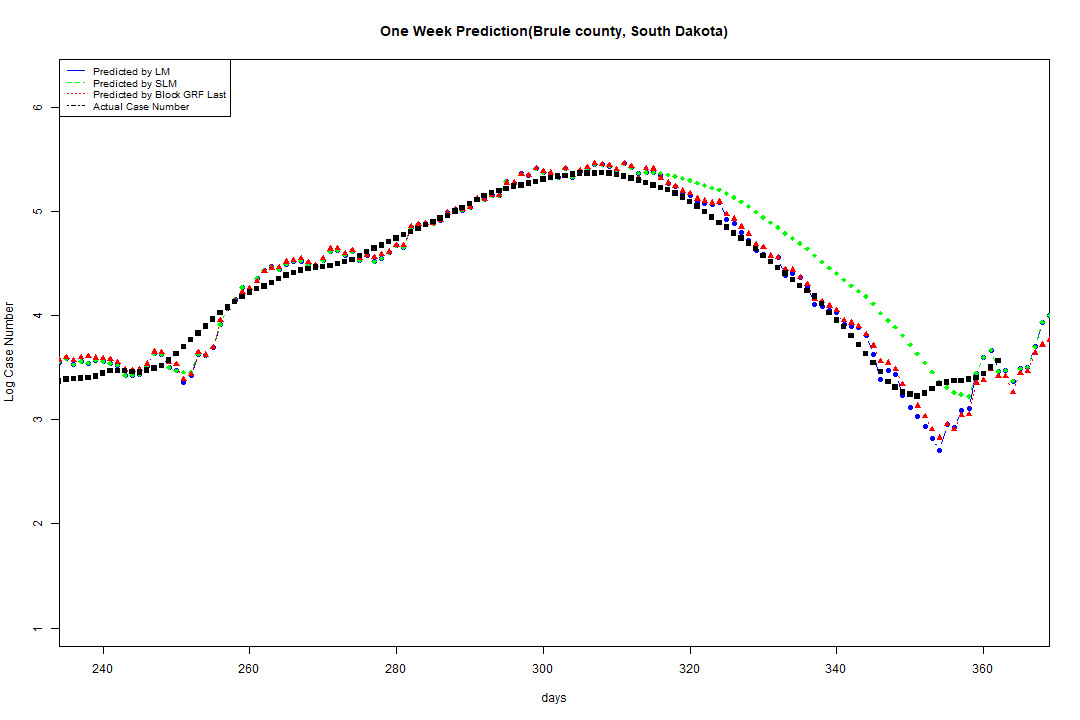 One Week Prediction(Brule county, South Dakota)
Predicted by LM
Predicted by SLM
Predicted by Block GRF Last
Actual Case Number
6
5
4
3
2
1
Log Case Number
240 260 280 300 320 340 360
days